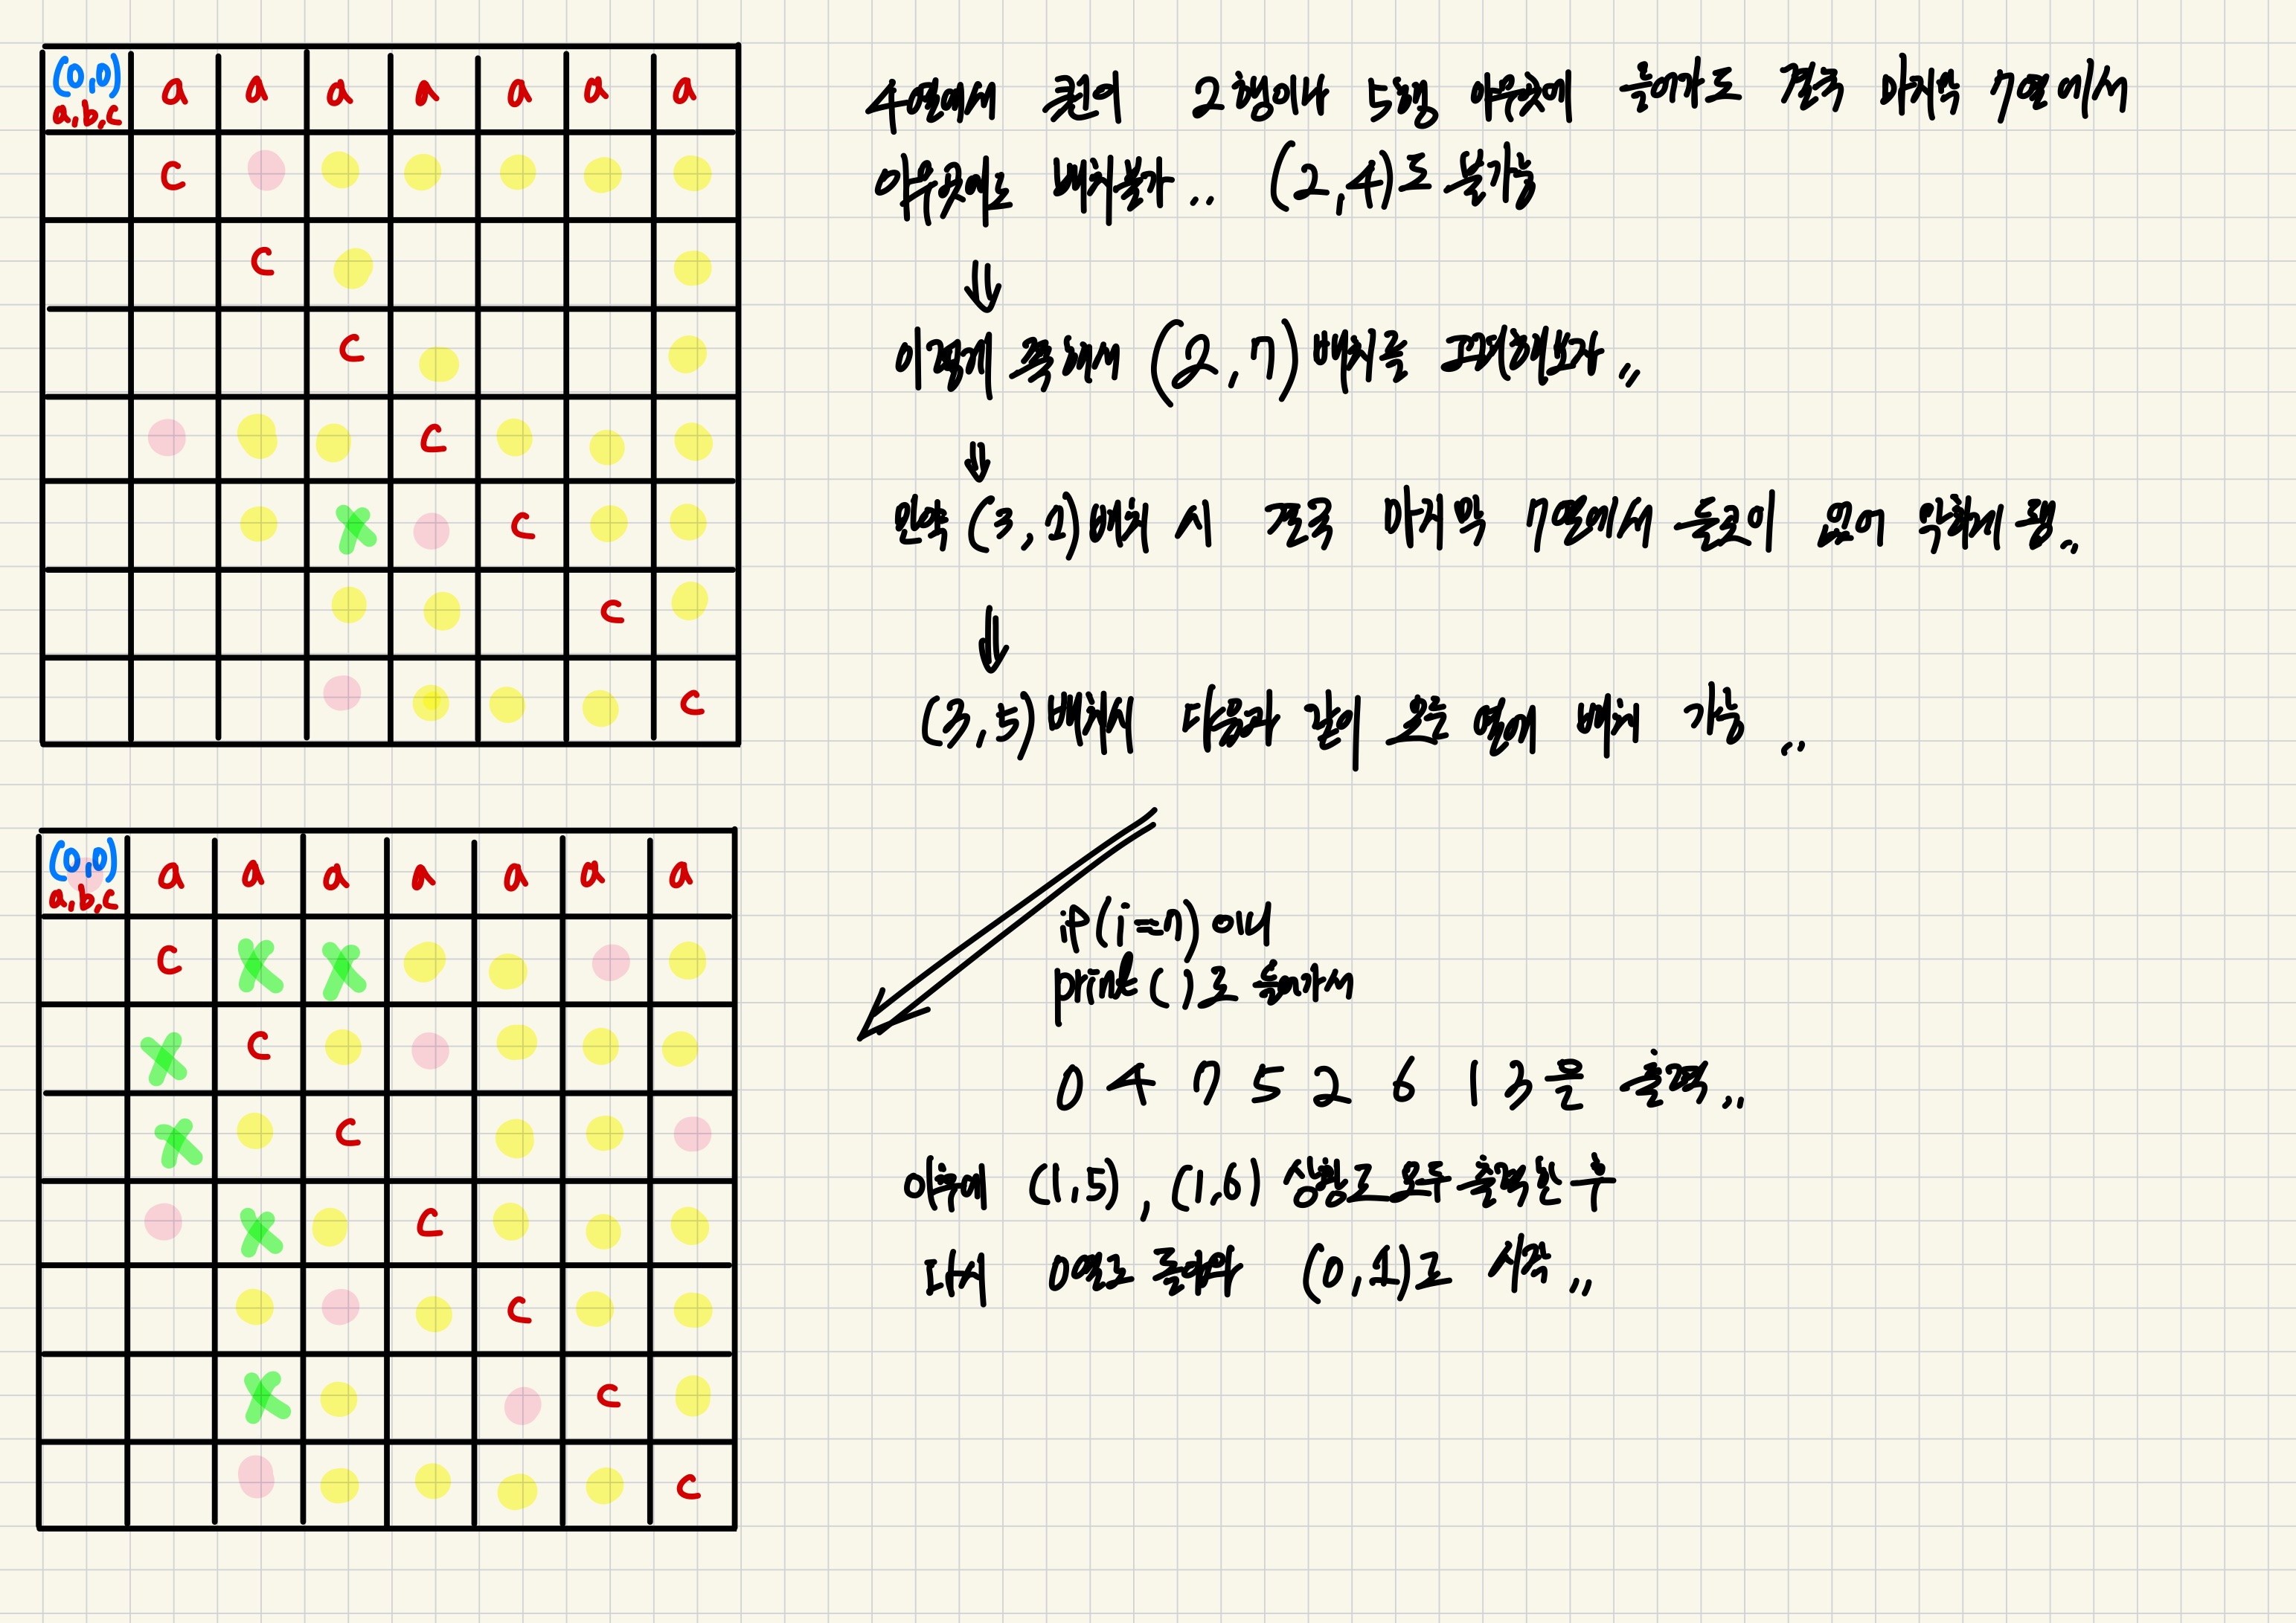 (0,0) a a a a a a a
a,b,c
c
c
c
c
c
c
c
4열에서 퀸이 2행이나 5행 아무곳에 들어가도 결국 마지막 7열에서
아무곳에도 배치불가.. (2,4)도 불가능
⇓
이렇게 쭉해서 (2,7) 배치를 고려해보자,,
⇓
만약 (3,1)배치 시 결국 마지막 7열에서 들곳이 없어 막히게 됨..
⇓
(3,5)배치시 다음과 같이 모든 열에 배치 가능..
(0,0) a a a a a a a
a,b,c
c
c
c
c
c
c
c
if(i==7)이니
print()로 들어가서
0 4 7 5 2 6 1 3을 출력..
이후에 (1,5), (1,6) 상황도 모두 출력한 후
다시 0열로 돌아와 (0,1)로 시작,,